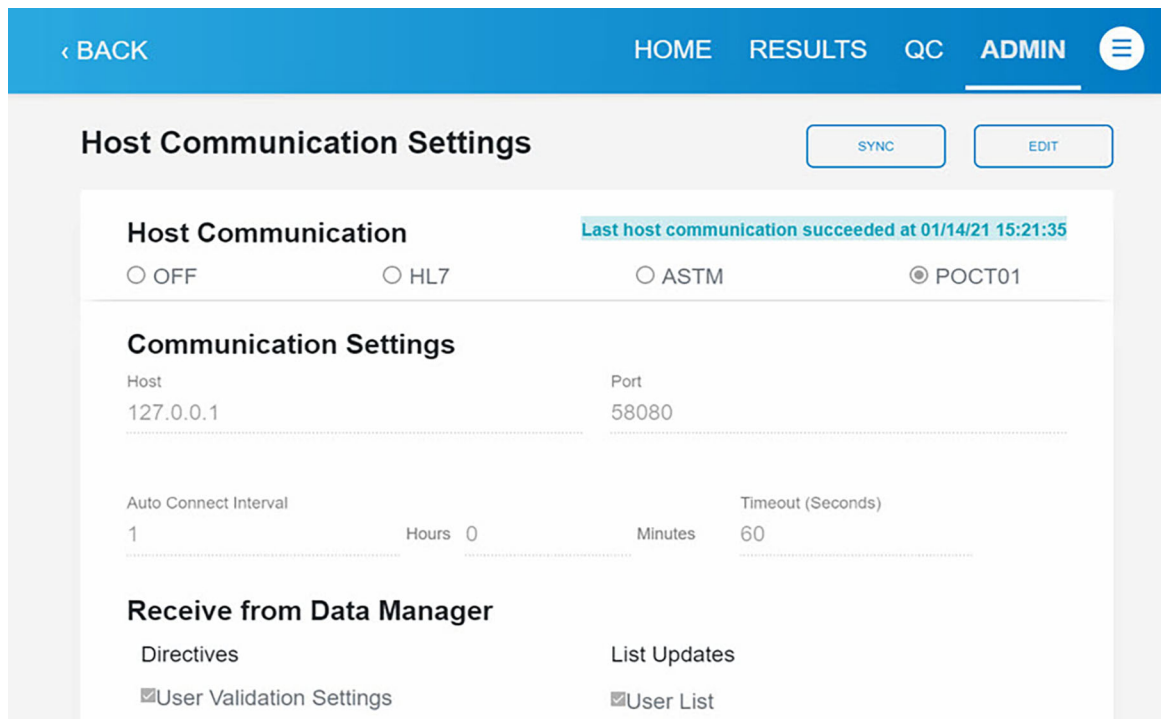 ‹ BACK HOME RESULTS QC ADMIN
Host Communication Settings SYNC EDIT
Host Communication Last host communication succeeded at 01/14/21 15:21:35
OFF HL7 ASTM POCT01
Communication Settings
Host Port
127.0.0.1 58080
Auto Connect Interval Timeout (Seconds)
1 Hours 0 Minutes 60
Receive from Data Manager
Directives List Updates
User Validation Settings User List